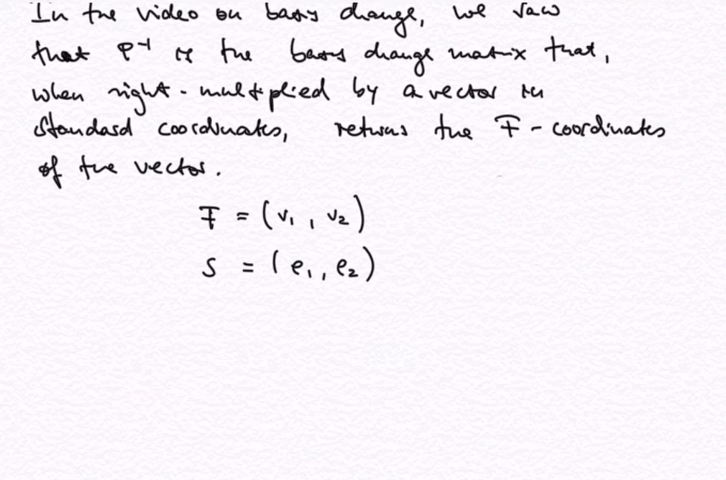 In the video on basis change, we saw
that P⁻¹ is the basis change matrix that,
when right-multiplied by a vector in
standard coordinates, returns the F-coordinates
of the vector.
F = (v₁, v₂)
S = (e₁, e₂)